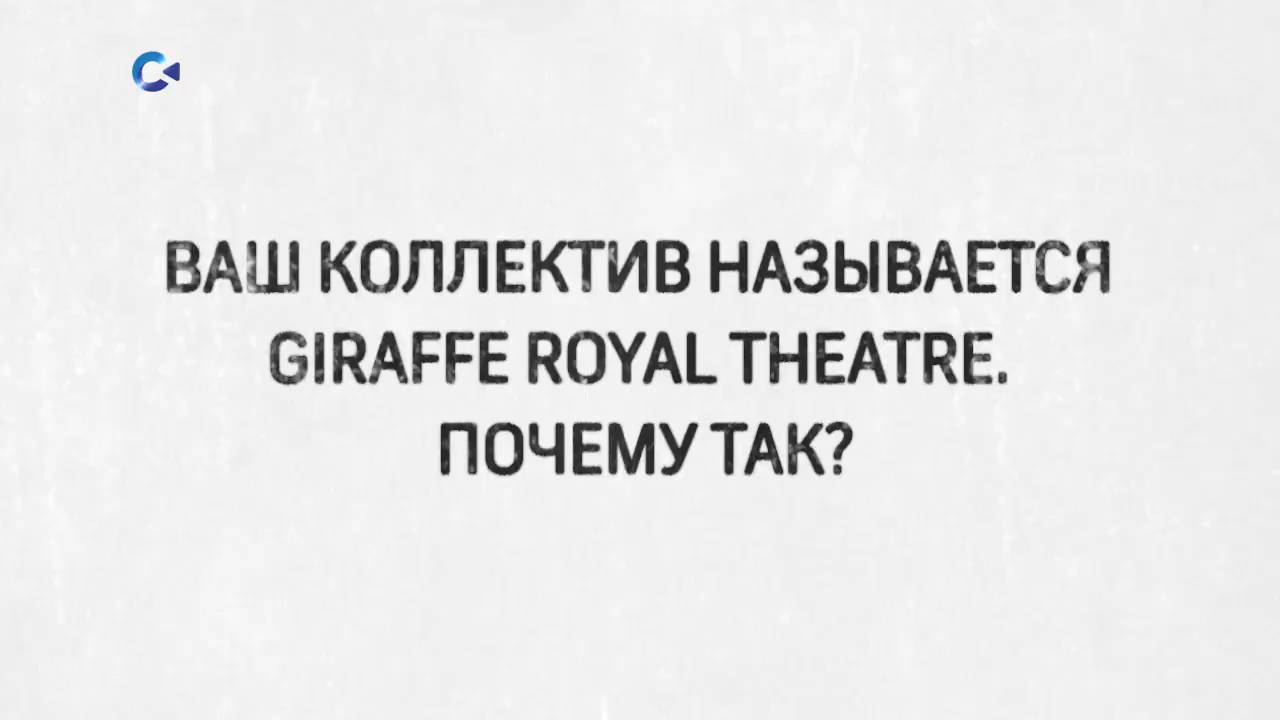 ВАШ КОЛЛЕКТИВ НАЗЫВАЕТСЯ
GIRAFFE ROYAL THEATRE.
ПОЧЕМУ ТАК?